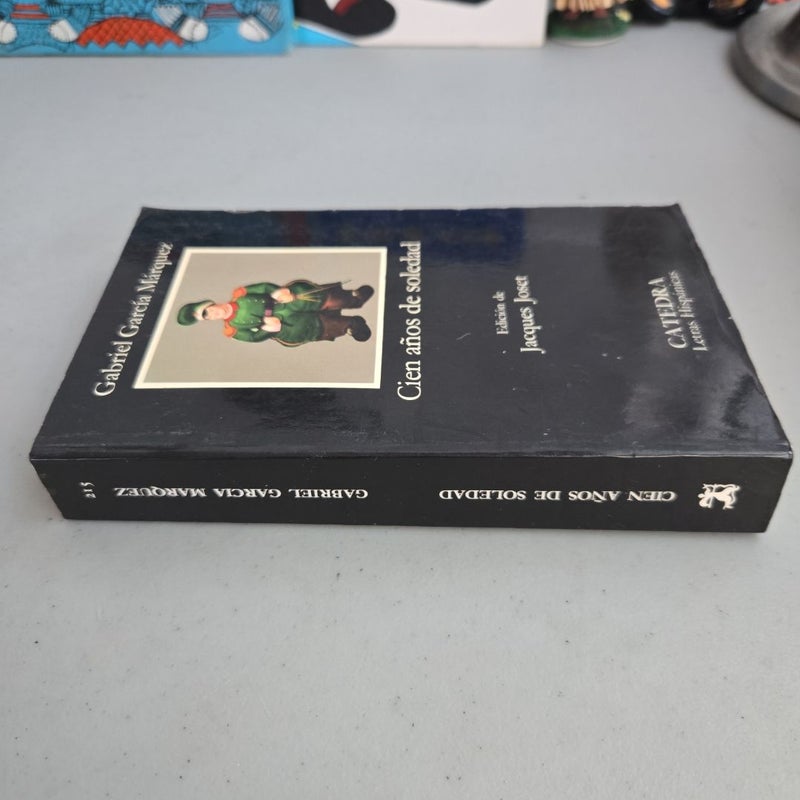 Gabriel García Márquez
Cien años de soledad
Edición de
Jacques Joset
CATEDRA
Letras Hispánicas
215
GABRIEL GARCIA MARQUEZ
CIEN AÑOS DE SOLEDAD